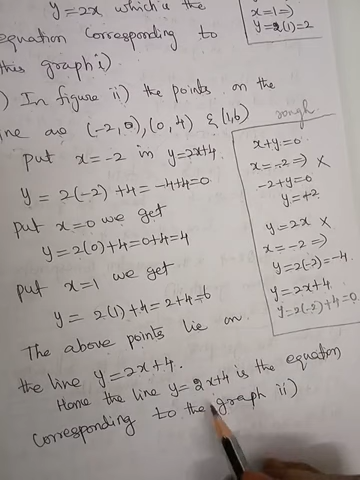 y=2x which is the
equation corresponding to
this graph i)
) In figure ii) the points on the
ine are (-2,0), (0,4) & (1,6)
put x=-2 in y=2x+4.
y = 2(-2) +4 = -4+4=0
put x=0 we get
y=2(0)+4=0+4=4
put x=1 we get
y = 2(1)+4=2+4=6
The above points lie on
the line y=2x+4.
Hence the line y=2x+4 is the equation
corresponding to the graph ii)
x=1=)
y=2(1)=2
rough
x+y=0
x=-2=) X
-2+y=0
y=+2
y=2x X
x=-2=)
y=2(-2)=-4.
y=2x+4.
y=2(-2)+4=0